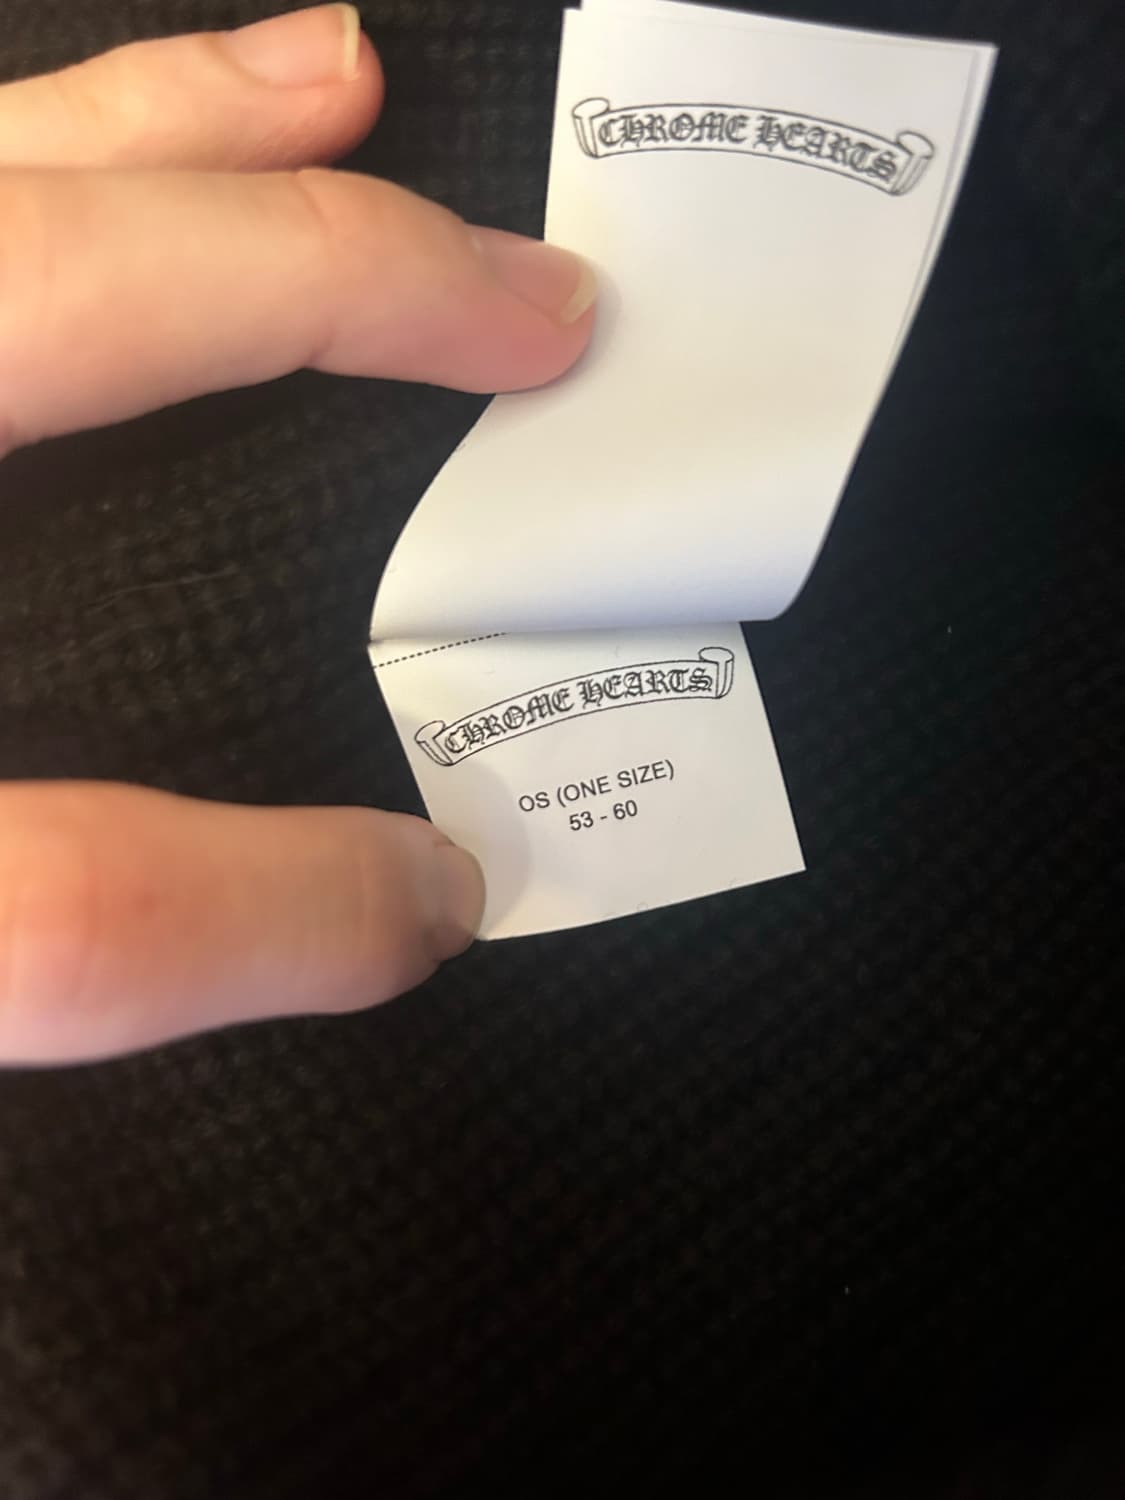 CHROME HEARTS
CHROME HEARTS
OS (ONE SIZE)
53 - 60